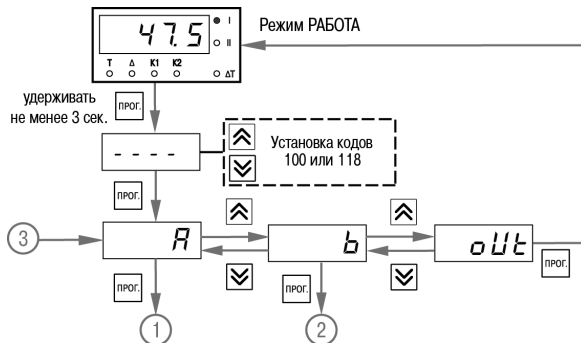 47.5
I
II
Режим РАБОТА
T Δ K1 K2 ΔT
удерживать
не менее 3 сек.
ПРОГ.
- - - -
Установка кодов
100 или 118
ПРОГ.
3
A
b
oUt
ПРОГ.
ПРОГ.
ПРОГ.
1
2